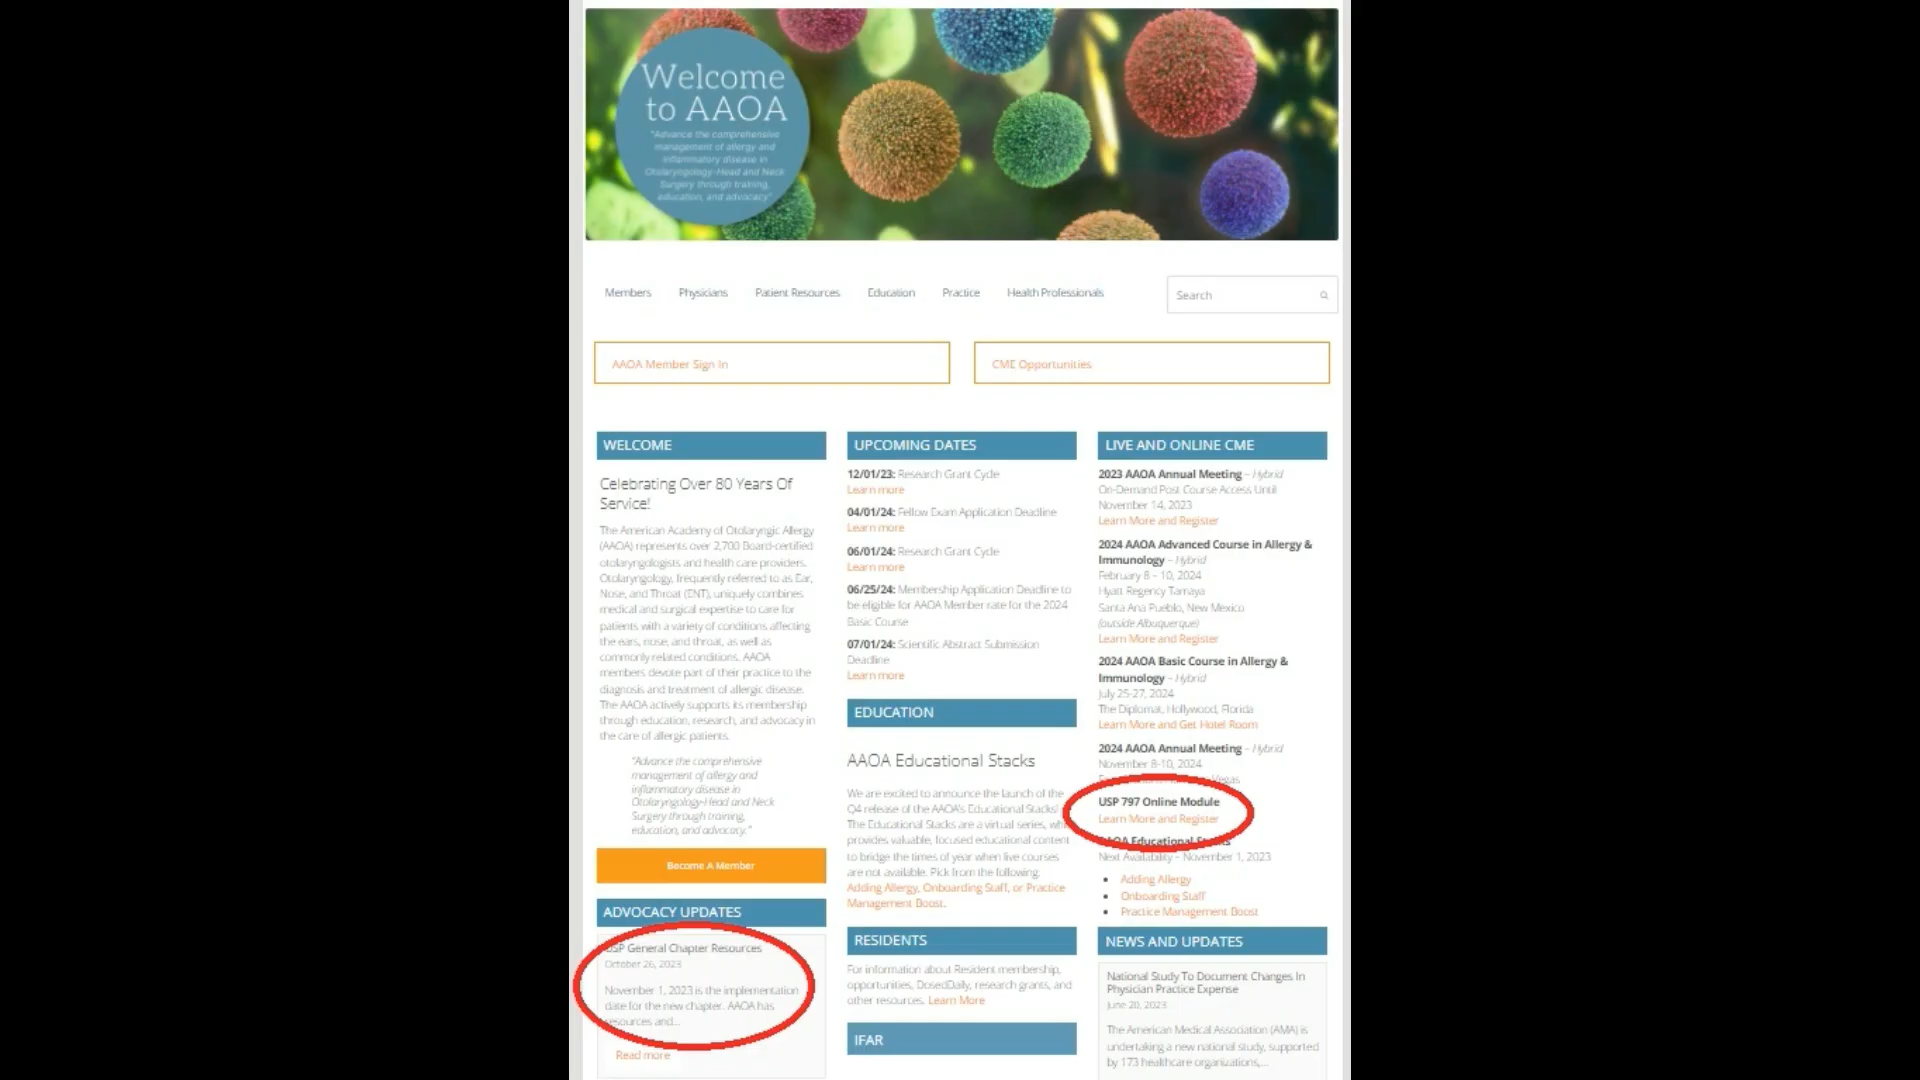 Welcome
to AAOA
"Advance the comprehensive
management of allergy and
inflammatory disease in
Otolaryngology-Head and Neck
Surgery through training,
education, and advocacy"
Members Physicians Patient Resources Education Practice Health Professionals Search
AAOA Member Sign In CME Opportunities
WELCOME
Celebrating Over 80 Years Of
Service!
The American Academy of Otolaryngic Allergy
(AAOA) represents over 2,700 Board-certified
otolaryngologists and health care providers.
Otolaryngology, frequently referred to as Ear,
Nose, and Throat (ENT), uniquely combines
medical and surgical expertise to care for
patients with a variety of conditions affecting
the ears, nose, and throat, as well as
commonly related conditions. AAOA
members devote part of their practice to the
diagnosis and treatment of allergic disease.
The AAOA actively supports its membership
through education, research, and advocacy in
the care of allergic patients.
"Advance the comprehensive
management of allergy and
inflammatory disease in
Otolaryngology-Head and Neck
Surgery through training,
education, and advocacy."
Become A Member
ADVOCACY UPDATES
USP General Chapter Resources
October 26, 2023
November 1, 2023 is the implementation
date for the new chapter. AAOA has
resources and...
Read more
UPCOMING DATES
12/01/23: Research Grant Cycle
Learn more
04/01/24: Fellow Exam Application Deadline
Learn more
06/01/24: Research Grant Cycle
Learn more
06/25/24: Membership Application Deadline to
be eligible for AAOA Member rate for the 2024
Basic Course
07/01/24: Scientific Abstract Submission
Deadline
Learn more
EDUCATION
AAOA Educational Stacks
We are excited to announce the launch of the
Q4 release of the AAOA's Educational Stacks!
The Educational Stacks are a virtual series,
provides valuable, focused educational content
to bridge the times of year when live courses
are not available. Pick from the following:
Adding Allergy, Onboarding Staff, or Practice
Management Boost.
RESIDENTS
For information about Resident membership,
opportunities, DosedDaily, research grants, and
other resources. Learn More
IFAR
LIVE AND ONLINE CME
2023 AAOA Annual Meeting – Hybrid
On-Demand Post Course Access Until
November 14, 2023
Learn More and Register
2024 AAOA Advanced Course in Allergy &
Immunology – Hybrid
February 8 – 10, 2024
Hyatt Regency Tamaya
Santa Ana Pueblo, New Mexico
(outside Albuquerque)
Learn More and Register
2024 AAOA Basic Course in Allergy &
Immunology – Hybrid
July 25-27, 2024
The Diplomat, Hollywood, Florida
Learn More and Get Hotel Room
2024 AAOA Annual Meeting – Hybrid
November 8-10, 2024
Vegas
USP 797 Online Module
Learn More and Register
AAOA Educational Stacks
Next Availability – November 1, 2023
• Adding Allergy
• Onboarding Staff
• Practice Management Boost
NEWS AND UPDATES
National Study To Document Changes In
Physician Practice Expense
June 20, 2023
The American Medical Association (AMA) is
undertaking a new national study, supported
by 173 healthcare organizations,...